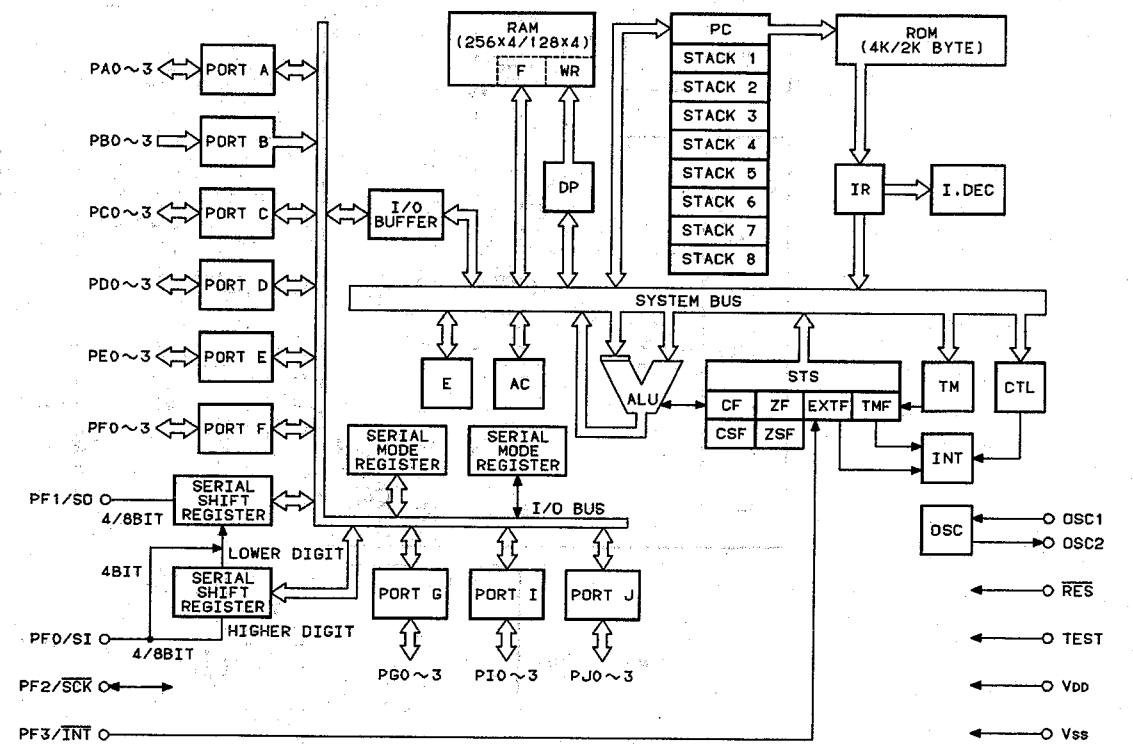 RAM
(256×4/128×4)
F
WR
PC
STACK 1
STACK 2
STACK 3
STACK 4
STACK 5
STACK 6
STACK 7
STACK 8
ROM
(4K/2K BYTE)
IR
I.DEC
DP
PA0~3
PORT A
PB0~3
PORT B
PC0~3
PORT C
I/O
BUFFER
PD0~3
PORT D
PE0~3
PORT E
PF0~3
PORT F
SYSTEM BUS
E
AC
ALU
STS
CF
ZF
EXTF
TMF
CSF
ZSF
TM
CTL
INT
SERIAL
MODE
REGISTER
SERIAL
MODE
REGISTER
PF1/SO
4/8BIT
SERIAL
SHIFT
REGISTER
I/O BUS
LOWER DIGIT
4BIT
SERIAL
SHIFT
REGISTER
HIGHER DIGIT
PF0/SI
4/8BIT
PORT G
PORT I
PORT J
PG0~3
PI0~3
PJ0~3
PF2/SCK
PF3/INT
OSC
OSC1
OSC2
RES
TEST
VDD
VSS